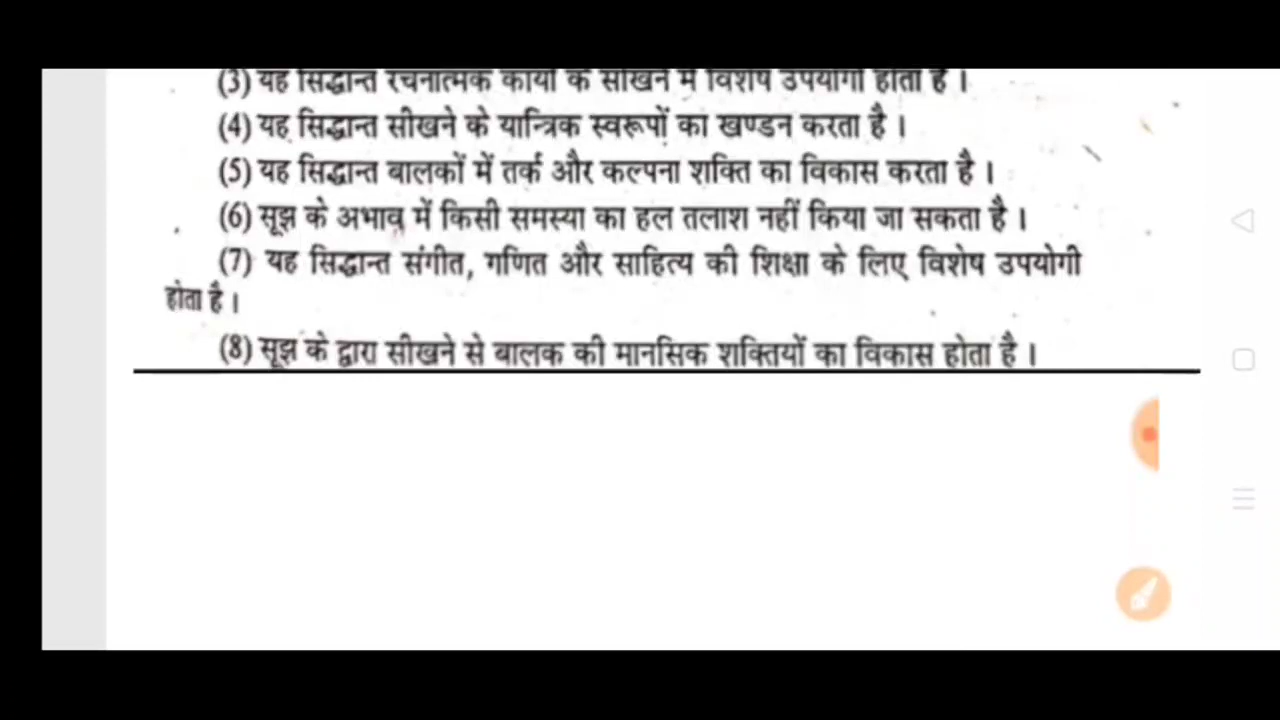 (3) यह सिद्धान्त रचनात्मक कार्यों के सीखने में विशेष उपयोगी होता है ।
(4) यह सिद्धान्त सीखने के यान्त्रिक स्वरूपों का खण्डन करता है ।
(5) यह सिद्धान्त बालकों में तर्क और कल्पना शक्ति का विकास करता है ।
(6) सूझ के अभाव में किसी समस्या का हल तलाश नहीं किया जा सकता है ।
(7) यह सिद्धान्त संगीत, गणित और साहित्य की शिक्षा के लिए विशेष उपयोगी
होता है ।
(8) सूझ के द्वारा सीखने से बालक की मानसिक शक्तियों का विकास होता है ।